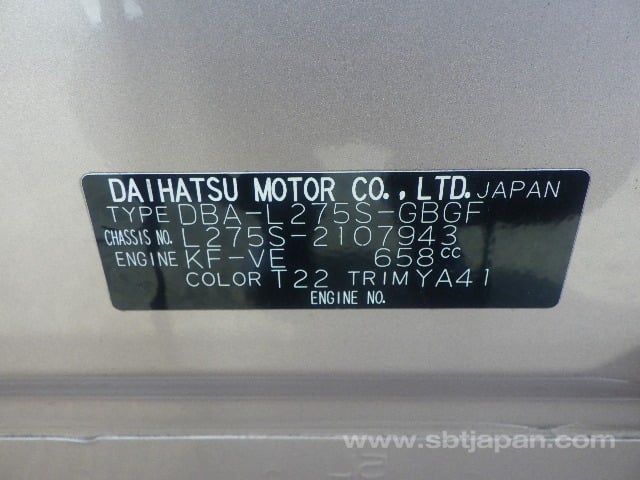 DAIHATSU MOTOR CO., LTD. JAPAN
TYPE DBA-L275S-GBGF
CHASSIS NO. L275S-2107943
ENGINE KF-VE 658cc
COLOR T22 TRIM YA41
ENGINE NO.
www.sbtjapan.com